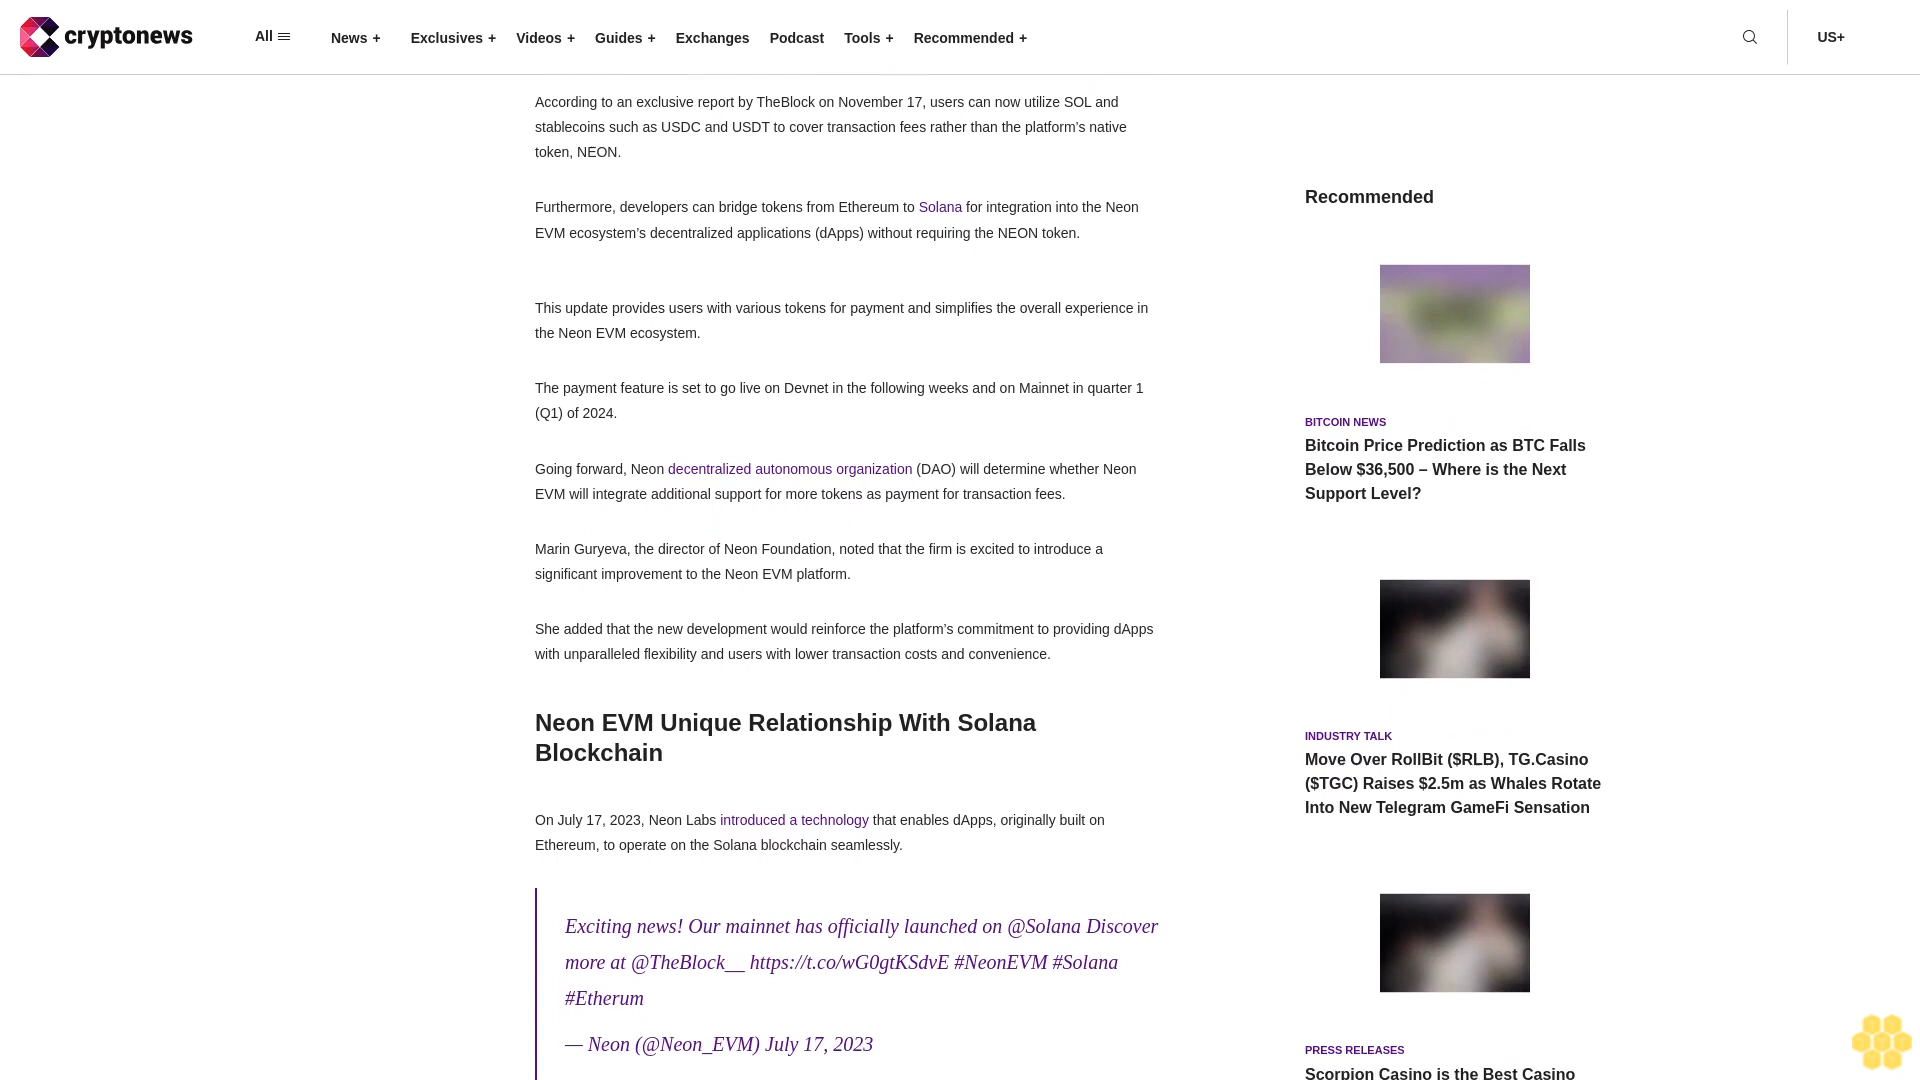 cryptonews
All
News +
Exclusives +
Videos +
Guides +
Exchanges
Podcast
Tools +
Recommended +
US+
According to an exclusive report by TheBlock on November 17, users can now utilize SOL and
stablecoins such as USDC and USDT to cover transaction fees rather than the platform’s native
token, NEON.
Furthermore, developers can bridge tokens from Ethereum to Solana for integration into the Neon
EVM ecosystem’s decentralized applications (dApps) without requiring the NEON token.
This update provides users with various tokens for payment and simplifies the overall experience in
the Neon EVM ecosystem.
The payment feature is set to go live on Devnet in the following weeks and on Mainnet in quarter 1
(Q1) of 2024.
Going forward, Neon decentralized autonomous organization (DAO) will determine whether Neon
EVM will integrate additional support for more tokens as payment for transaction fees.
Marin Guryeva, the director of Neon Foundation, noted that the firm is excited to introduce a
significant improvement to the Neon EVM platform.
She added that the new development would reinforce the platform’s commitment to providing dApps
with unparalleled flexibility and users with lower transaction costs and convenience.
Neon EVM Unique Relationship With Solana
Blockchain
On July 17, 2023, Neon Labs introduced a technology that enables dApps, originally built on
Ethereum, to operate on the Solana blockchain seamlessly.
Exciting news! Our mainnet has officially launched on @Solana Discover
more at @TheBlock__ https://t.co/wG0gtKSdvE #NeonEVM #Solana
#Etherum
— Neon (@Neon_EVM) July 17, 2023
Recommended
BITCOIN NEWS
Bitcoin Price Prediction as BTC Falls
Below $36,500 – Where is the Next
Support Level?
INDUSTRY TALK
Move Over RollBit ($RLB), TG.Casino
($TGC) Raises $2.5m as Whales Rotate
Into New Telegram GameFi Sensation
PRESS RELEASES
Scorpion Casino is the Best Casino